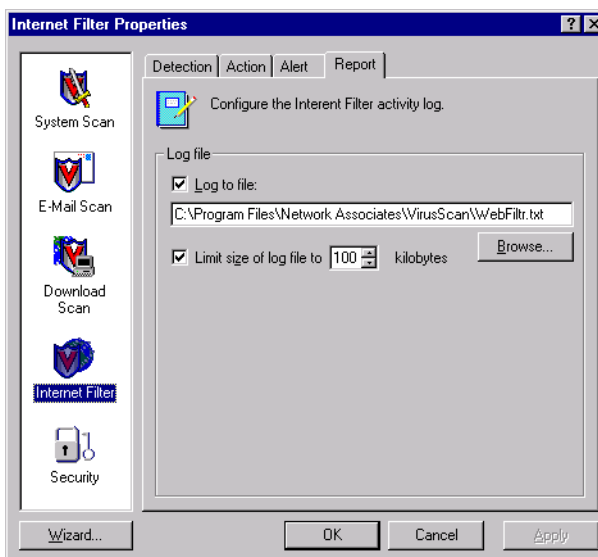 Internet Filter Properties
System Scan
E-Mail Scan
Download
Scan
Internet Filter
Security
Detection Action Alert Report
Configure the Interent Filter activity log.
Log file
Log to file:
C:\Program Files\Network Associates\VirusScan\WebFiltr.txt
Limit size of log file to 100 kilobytes
Browse...
Wizard... OK Cancel Apply